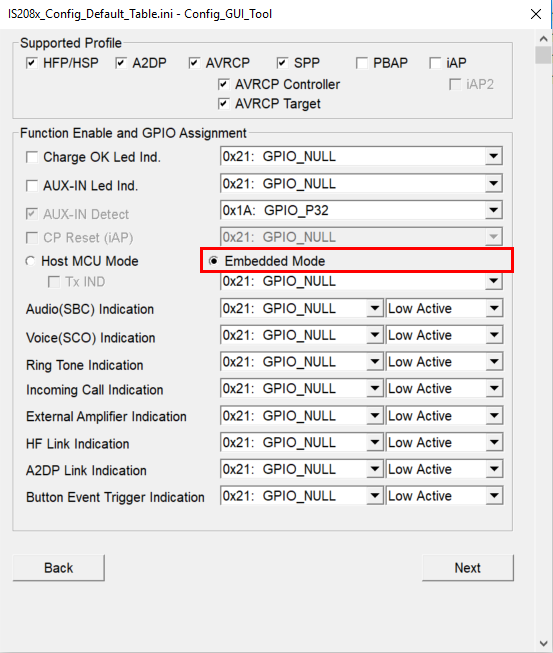 IS208x_Config_Default_Table.ini - Config_GUI_Tool
Supported Profile
HFP/HSP A2DP AVRCP SPP PBAP iAP
AVRCP Controller iAP2
AVRCP Target
Function Enable and GPIO Assignment
Charge OK Led Ind. 0x21: GPIO_NULL
AUX-IN Led Ind. 0x21: GPIO_NULL
AUX-IN Detect 0x1A: GPIO_P32
CP Reset (iAP) 0x21: GPIO_NULL
Host MCU Mode Embedded Mode
Tx IND 0x21: GPIO_NULL
Audio(SBC) Indication 0x21: GPIO_NULL Low Active
Voice(SCO) Indication 0x21: GPIO_NULL Low Active
Ring Tone Indication 0x21: GPIO_NULL Low Active
Incoming Call Indication 0x21: GPIO_NULL Low Active
External Amplifier Indication 0x21: GPIO_NULL Low Active
HF Link Indication 0x21: GPIO_NULL Low Active
A2DP Link Indication 0x21: GPIO_NULL Low Active
Button Event Trigger Indication 0x21: GPIO_NULL Low Active
Back Next